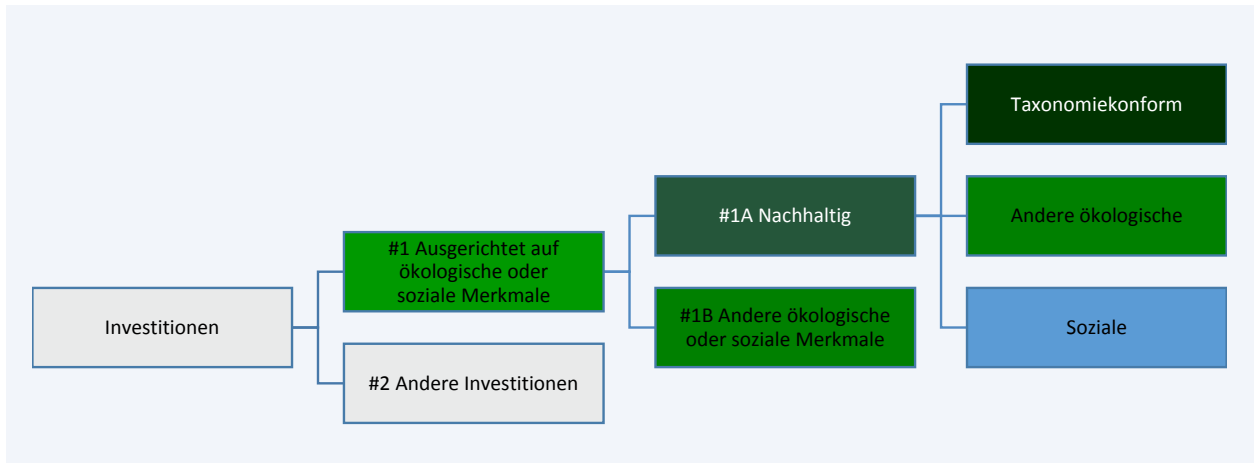 Investitionen
#1 Ausgerichtet auf
ökologische oder
soziale Merkmale
#2 Andere Investitionen
#1A Nachhaltig
#1B Andere ökologische
oder soziale Merkmale
Taxonomiekonform
Andere ökologische
Soziale